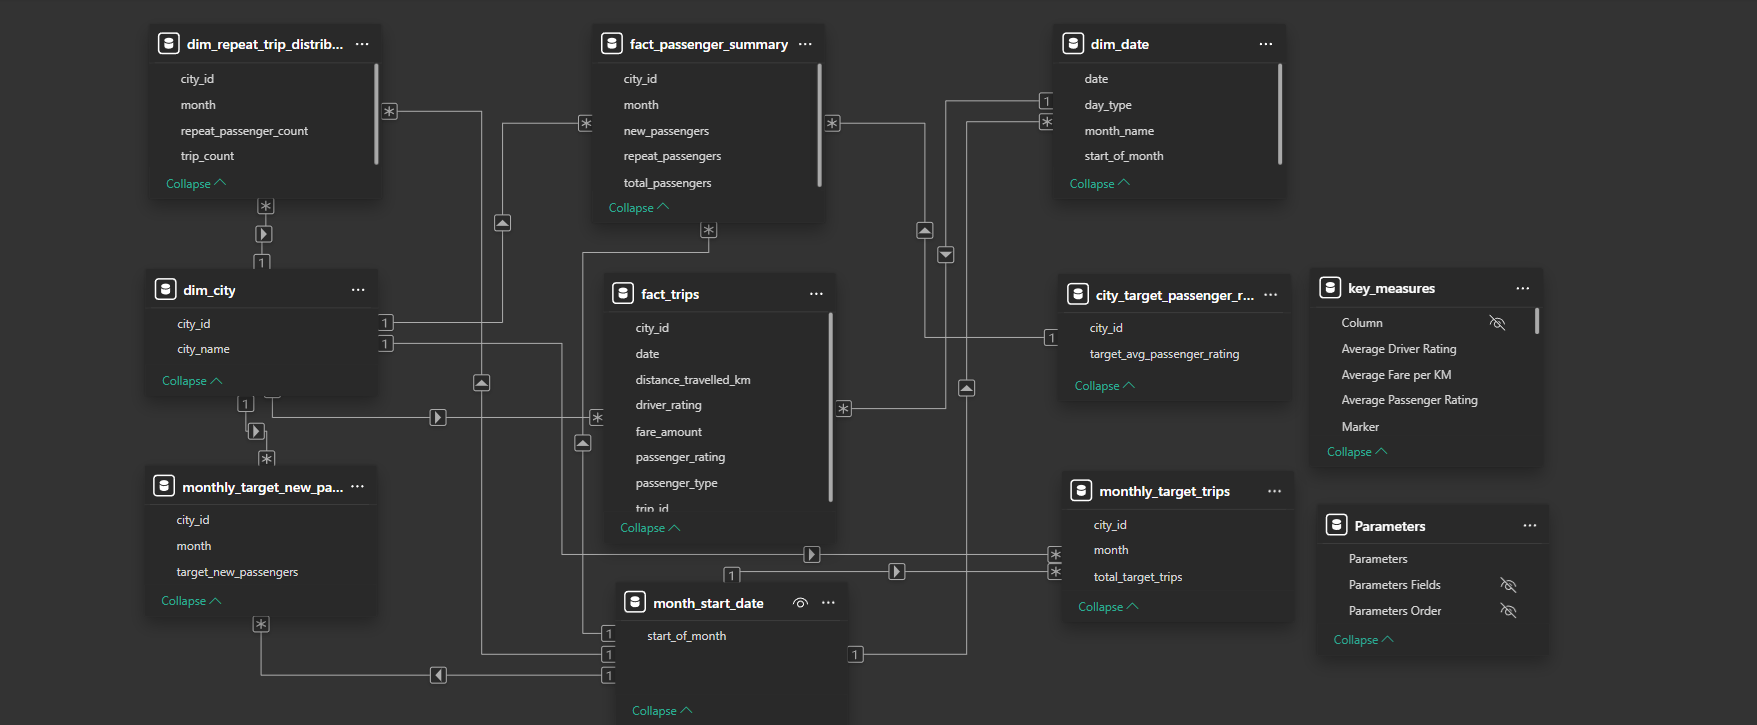 dim_repeat_trip_distrib...
city_id
month
repeat_passenger_count
trip_count
Collapse
fact_passenger_summary
city_id
month
new_passengers
repeat_passengers
total_passengers
Collapse
dim_date
date
day_type
month_name
start_of_month
Collapse
dim_city
city_id
city_name
Collapse
fact_trips
city_id
date
distance_travelled_km
driver_rating
fare_amount
passenger_rating
passenger_type
trip_id
Collapse
city_target_passenger_r...
city_id
target_avg_passenger_rating
Collapse
key_measures
Column
Average Driver Rating
Average Fare per KM
Average Passenger Rating
Marker
Collapse
monthly_target_new_pa...
city_id
month
target_new_passengers
Collapse
month_start_date
start_of_month
Collapse
monthly_target_trips
city_id
month
total_target_trips
Collapse
Parameters
Parameters
Parameters Fields
Parameters Order
Collapse
*
*
*
1
*
*
1
1
1
1
*
*
*
1
*
*
1
*
1
1
1
1
*